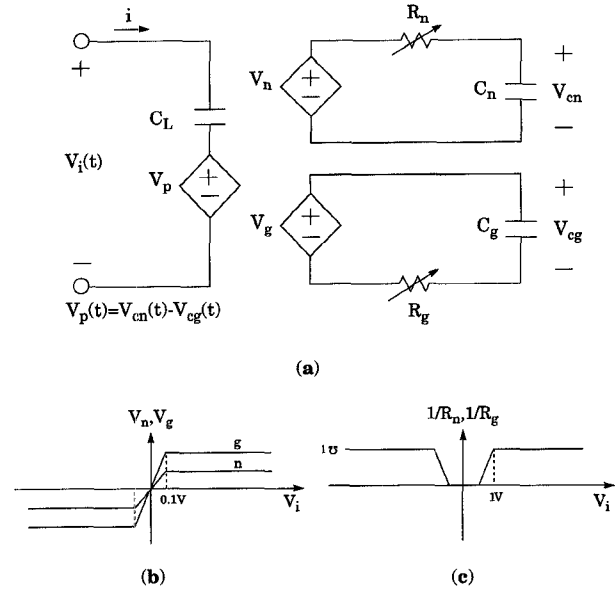 i
+
C_L
V_i(t)
V_p
+
−
−
V_p(t)=V_cn(t)-V_cg(t)
R_n
V_n
+
−
C_n
+
V_cn
−
V_g
+
−
C_g
+
V_cg
−
R_g
(a)
V_n,V_g
g
n
0.1V
V_i
(b)
1/R_n,1/R_g
1 ℧
1V
V_i
(c)